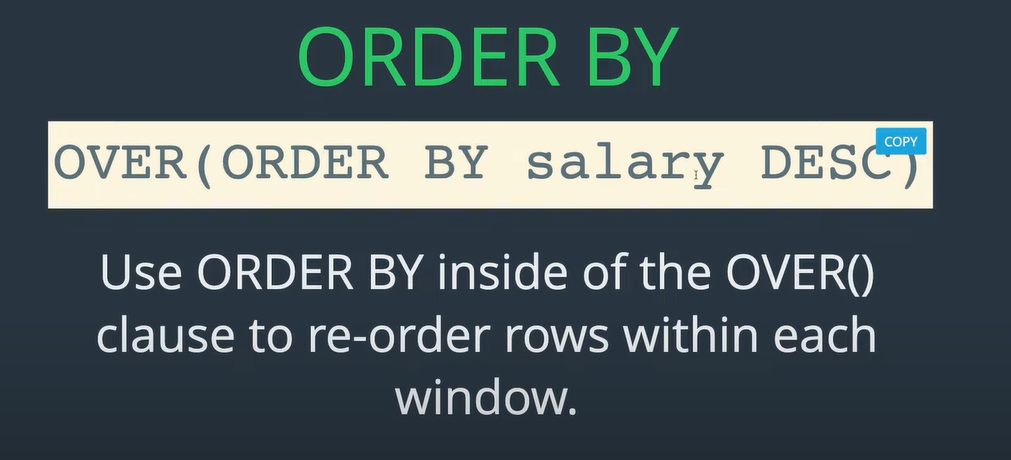 ORDER BY
COPY
OVER(ORDER BY salary DESC)
Use ORDER BY inside of the OVER()
clause to re-order rows within each
window.